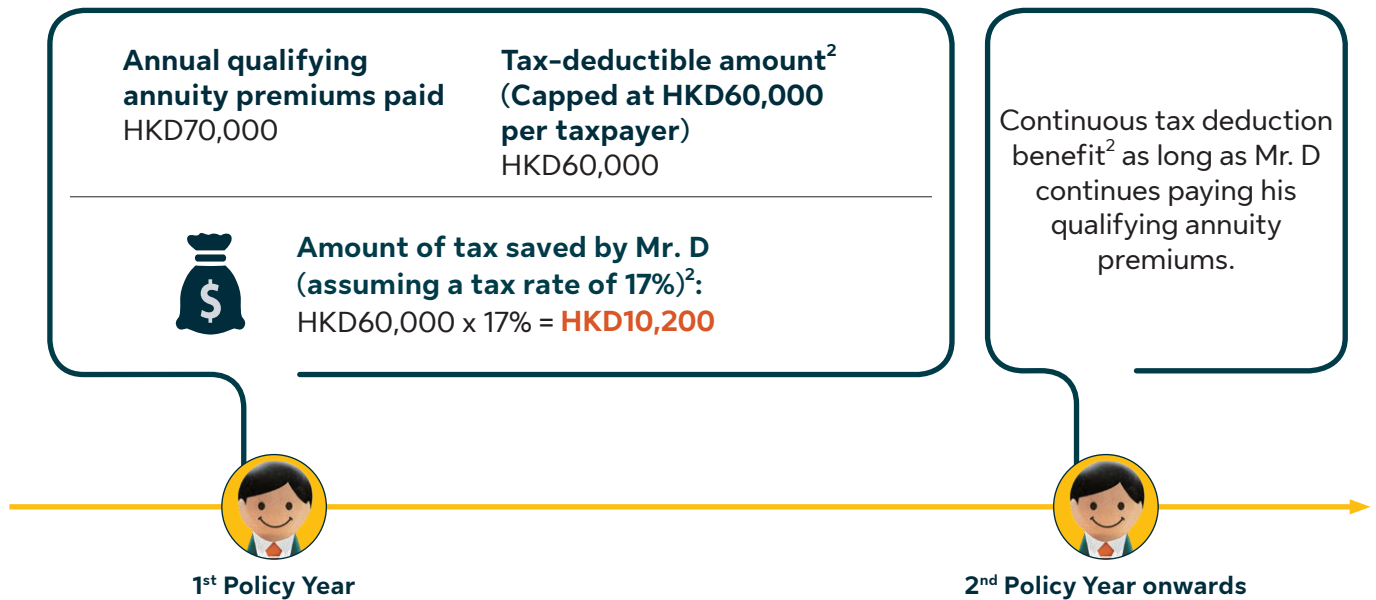 Annual qualifying
annuity premiums paid
HKD70,000
Tax-deductible amount²
(Capped at HKD60,000
per taxpayer)
HKD60,000
$
Amount of tax saved by Mr. D
(assuming a tax rate of 17%)²:
HKD60,000 x 17% = HKD10,200
Continuous tax deduction
benefit² as long as Mr. D
continues paying his
qualifying annuity
premiums.
1st Policy Year
2nd Policy Year onwards